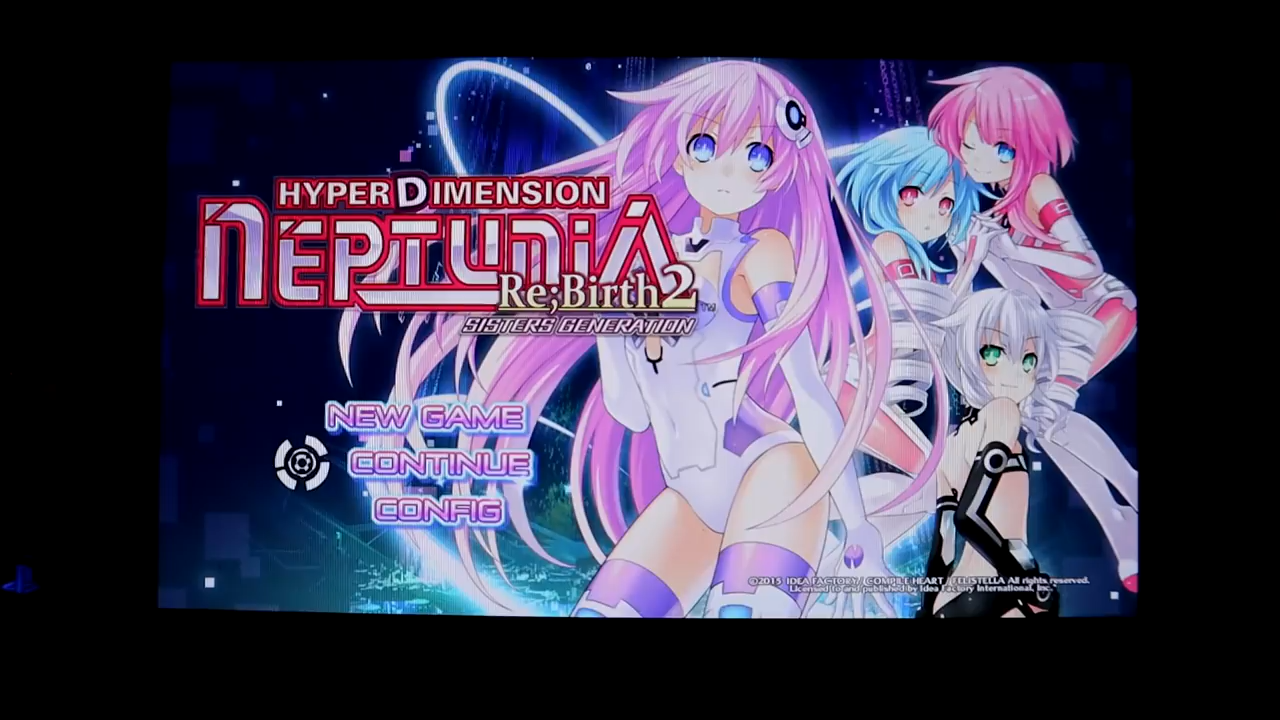 HYPER DIMENSION
NEPTUNIA
Re;Birth2
TM
SISTERS GENERATION
NEW GAME
CONTINUE
CONFIG
©2015 IDEA FACTORY / COMPILE HEART / FELISTELLA All rights reserved.
Licensed to and published by Idea Factory International, Inc.